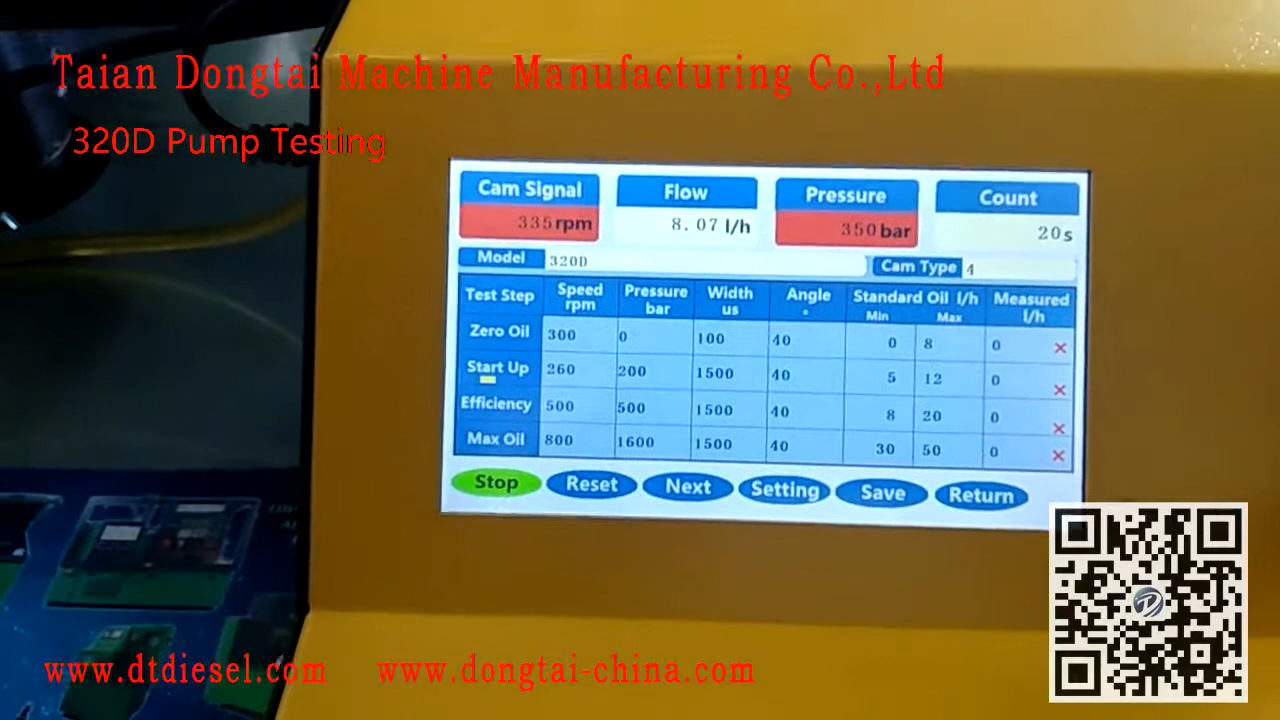 Taian Dongtai Machine Manufacturing Co.,Ltd
320D Pump Testing
Cam Signal Flow Pressure Count
335rpm 8.07 l/h 350bar 20s
Model 320D Cam Type 4
Test Step Speed rpm Pressure bar Width us Angle ° Standard Oil l/h Min Max Measured l/h
Zero Oil 300 0 100 40 0 8 0 ×
Start Up 260 200 1500 40 5 12 0 ×
Efficiency 500 500 1500 40 8 20 0 ×
Max Oil 800 1600 1500 40 30 50 0 ×
Stop Reset Next Setting Save Return
www.dtdiesel.com www.dongtai-china.com